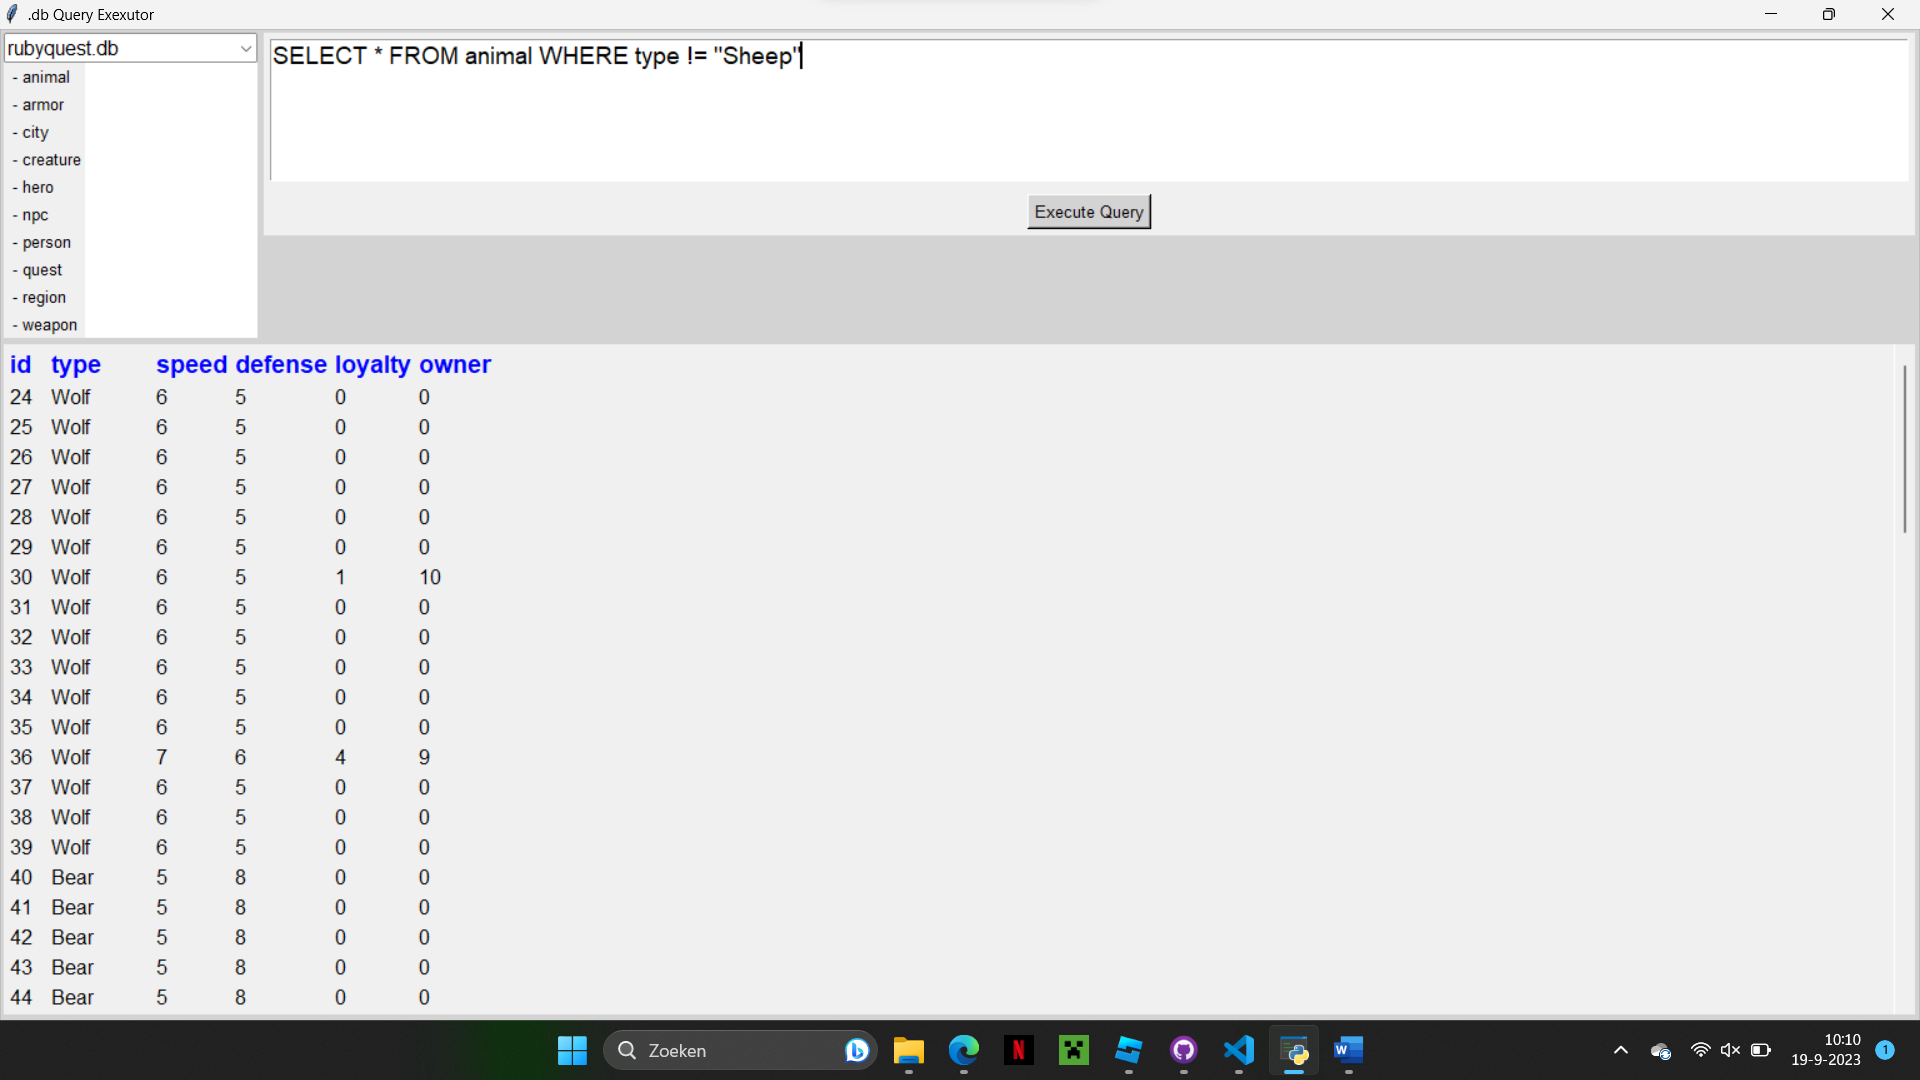 .db Query Exexutor
rubyquest.db
- animal
- armor
- city
- creature
- hero
- npc
- person
- quest
- region
- weapon
SELECT * FROM animal WHERE type != "Sheep"
Execute Query
id type speed defense loyalty owner
24 Wolf 6 5 0 0
25 Wolf 6 5 0 0
26 Wolf 6 5 0 0
27 Wolf 6 5 0 0
28 Wolf 6 5 0 0
29 Wolf 6 5 0 0
30 Wolf 6 5 1 10
31 Wolf 6 5 0 0
32 Wolf 6 5 0 0
33 Wolf 6 5 0 0
34 Wolf 6 5 0 0
35 Wolf 6 5 0 0
36 Wolf 7 6 4 9
37 Wolf 6 5 0 0
38 Wolf 6 5 0 0
39 Wolf 6 5 0 0
40 Bear 5 8 0 0
41 Bear 5 8 0 0
42 Bear 5 8 0 0
43 Bear 5 8 0 0
44 Bear 5 8 0 0
Zoeken
N
W
10:10
19-9-2023
1